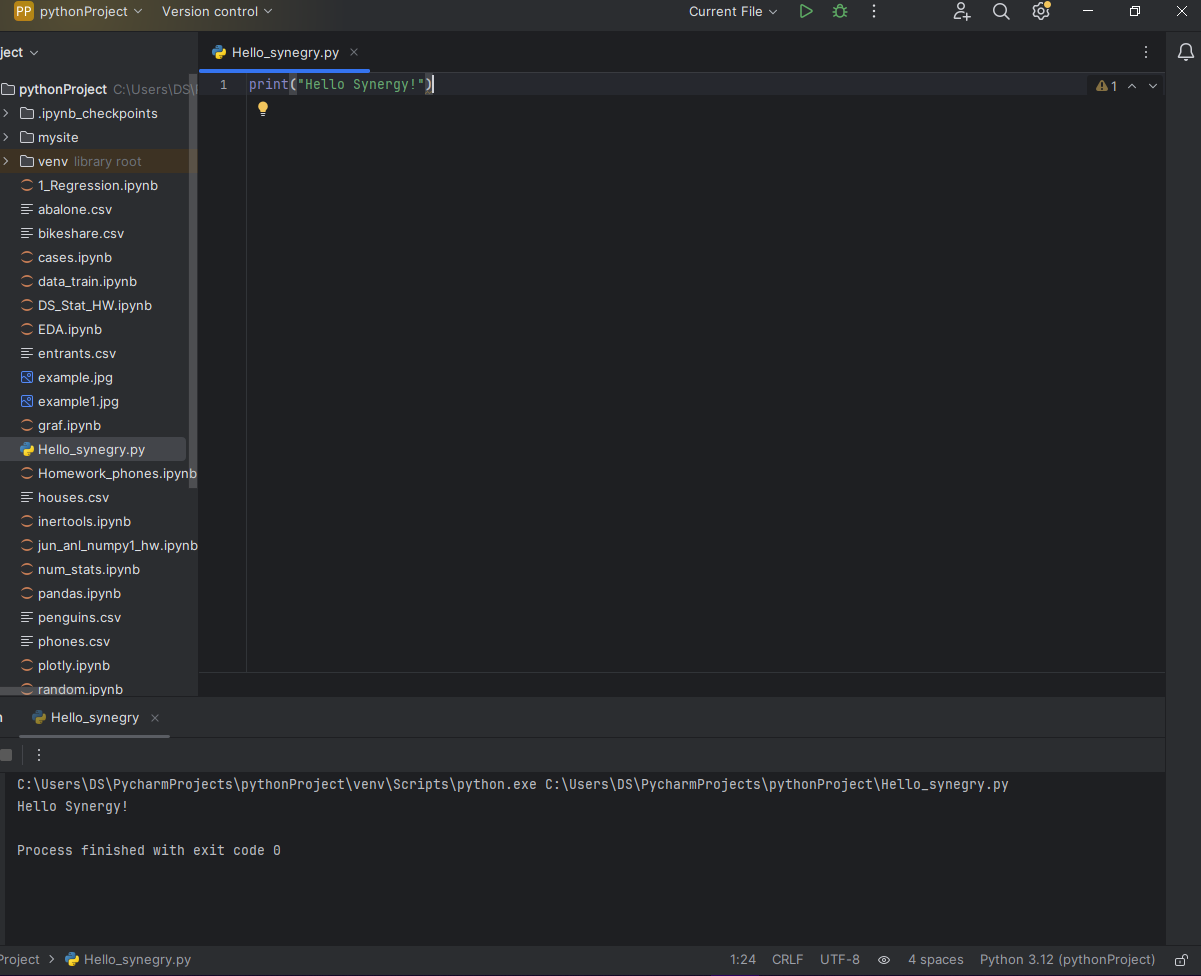 PP pythonProject Version control Current File
ject
Hello_synegry.py
pythonProject C:\Users\DS\
.ipynb_checkpoints
mysite
venv library root
1_Regression.ipynb
abalone.csv
bikeshare.csv
cases.ipynb
data_train.ipynb
DS_Stat_HW.ipynb
EDA.ipynb
entrants.csv
example.jpg
example1.jpg
graf.ipynb
Hello_synegry.py
Homework_phones.ipynb
houses.csv
inertools.ipynb
jun_anl_numpy1_hw.ipynb
num_stats.ipynb
pandas.ipynb
penguins.csv
phones.csv
plotly.ipynb
random.ipynb
1 print("Hello Synergy!") 1
n Hello_synegry
C:\Users\DS\PycharmProjects\pythonProject\venv\Scripts\python.exe C:\Users\DS\PycharmProjects\pythonProject\Hello_synegry.py
Hello Synergy!
Process finished with exit code 0
Project > Hello_synegry.py 1:24 CRLF UTF-8 4 spaces Python 3.12 (pythonProject)